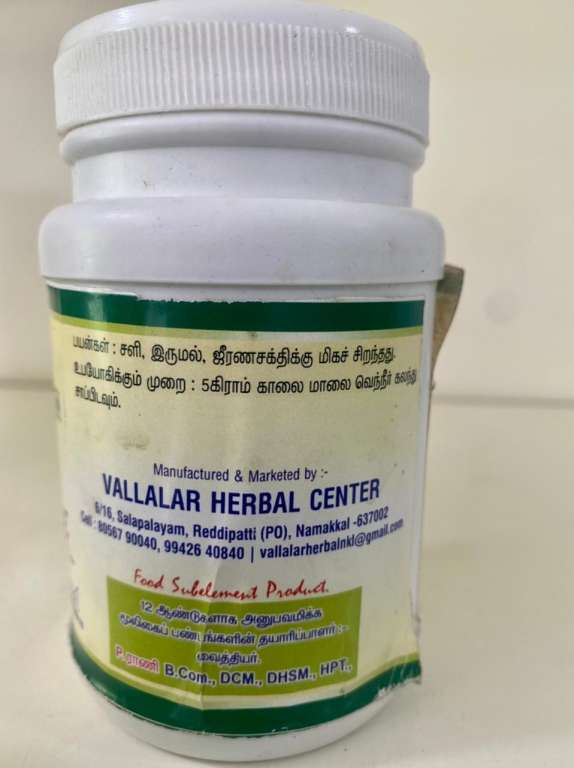 பயன்கள் : சளி, இருமல், ஜீரணசக்திக்கு மிகச் சிறந்தது.
உபயோகிக்கும் முறை : 5கிராம் காலை மாலை வெந்நீர் கலந்து
சாப்பிடவும்.
Manufactured & Marketed by :-
VALLALAR HERBAL CENTER
6/16, Salapalayam, Reddipatti (PO), Namakkal -637002
Cell : 80567 90040, 99426 40840 | vallalarherbalnkl@gmail.com
Food Subelement Product.
12 ஆண்டுகளாக அனுபவமிக்க
மூலிகைப் பண்டங்களின் தயாரிப்பாளர் :-
வைத்தியர்.
P.ராணி B.Com., DCM., DHSM., HPT.,